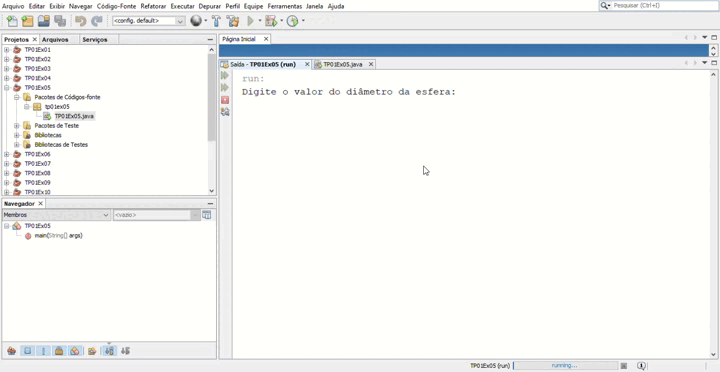 Arquivo Editar Exibir Navegar Código-Fonte Refatorar Executar Depurar Perfil Equipe Ferramentas Janela Ajuda
Pesquisar (Ctrl+I)
<config. default>
Projetos Arquivos Serviços
TP01Ex01
TP01Ex02
TP01Ex03
TP01Ex04
TP01Ex05
Pacotes de Códigos-fonte
tp01ex05
TP01Ex05.java
Pacotes de Teste
Bibliotecas
Bibliotecas de Testes
TP01Ex06
TP01Ex07
TP01Ex08
TP01Ex09
TP01Ex10
Navegador
Membros <vazio>
TP01Ex05
main(String[] args)
Página Inicial
Saída - TP01Ex05 (run) TP01Ex05.java
run:
Digite o valor do diâmetro da esfera:
TP01Ex05 (run) running...